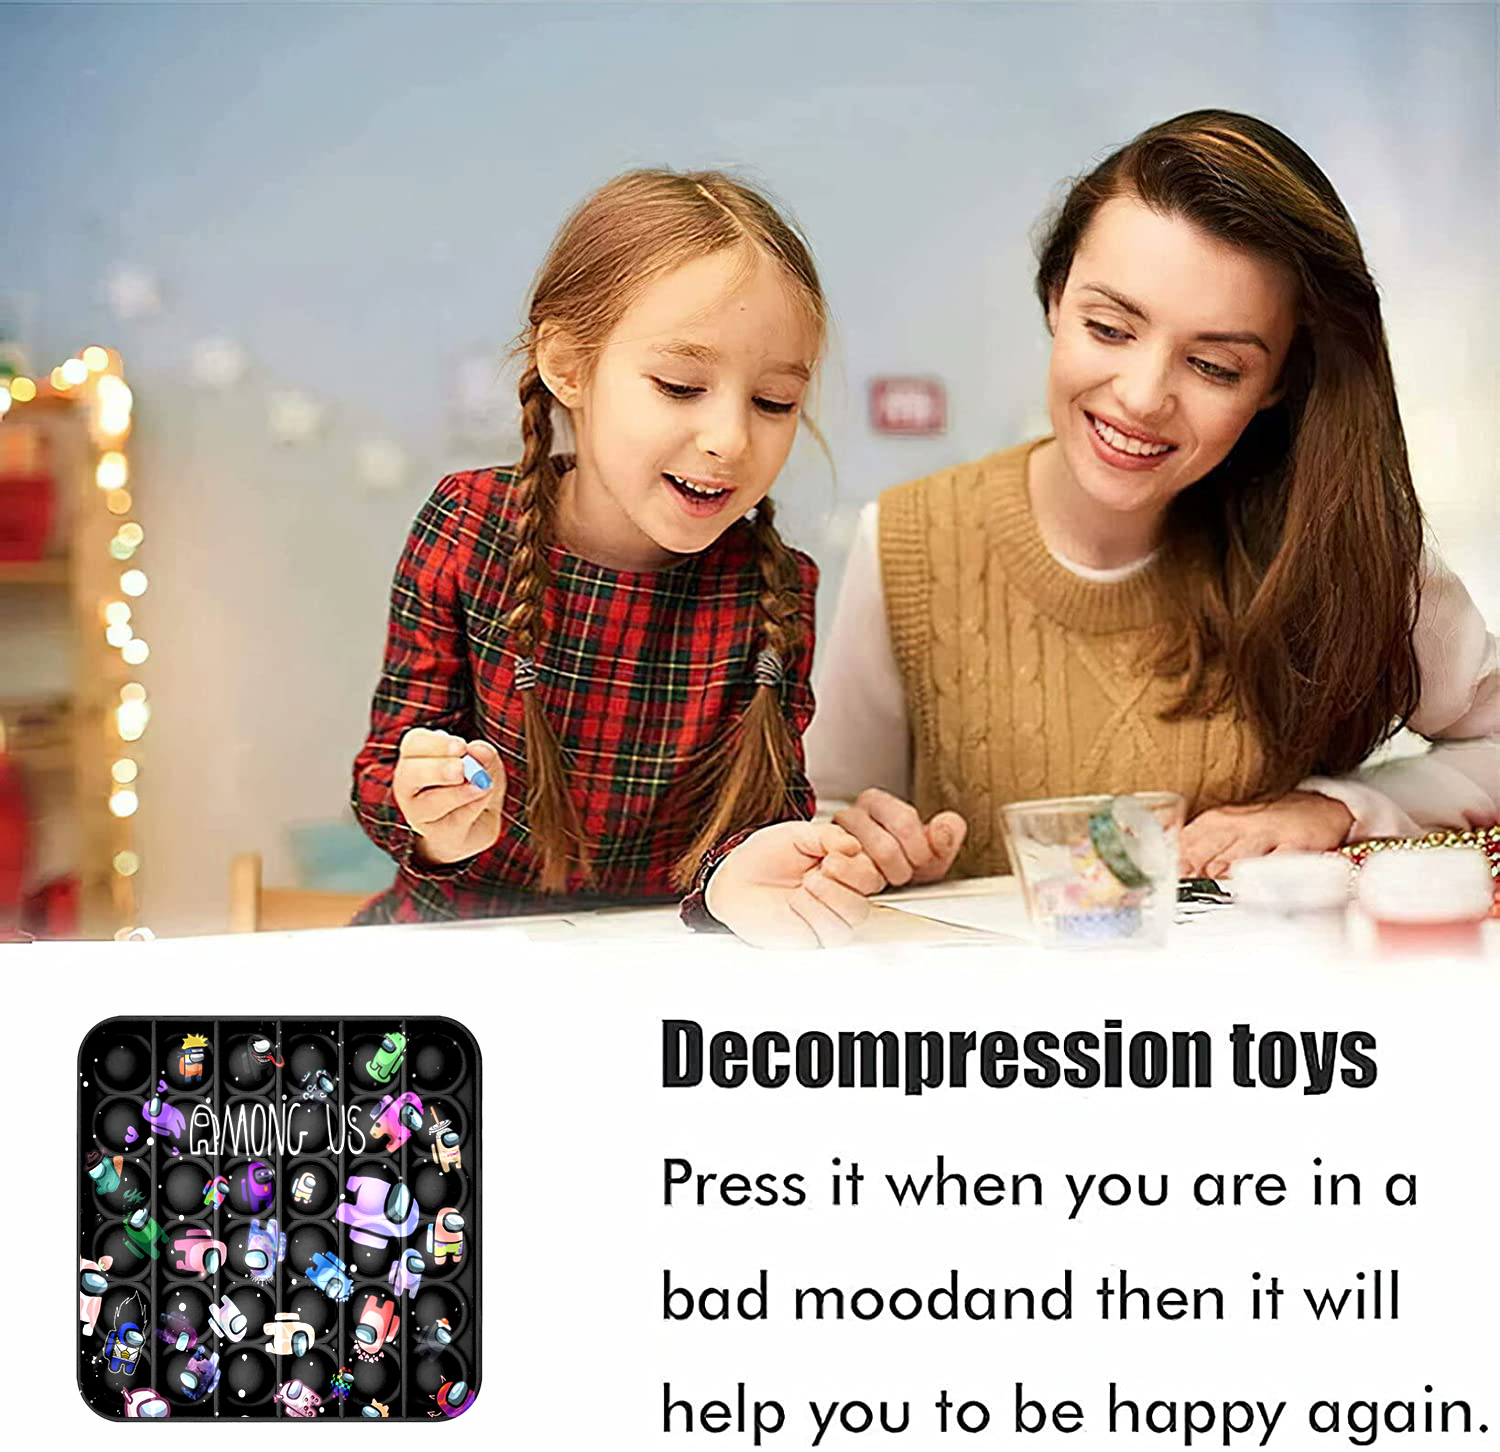 AMONG US
Decompression toys
Press it when you are in a
bad moodand then it will
help you to be happy again.